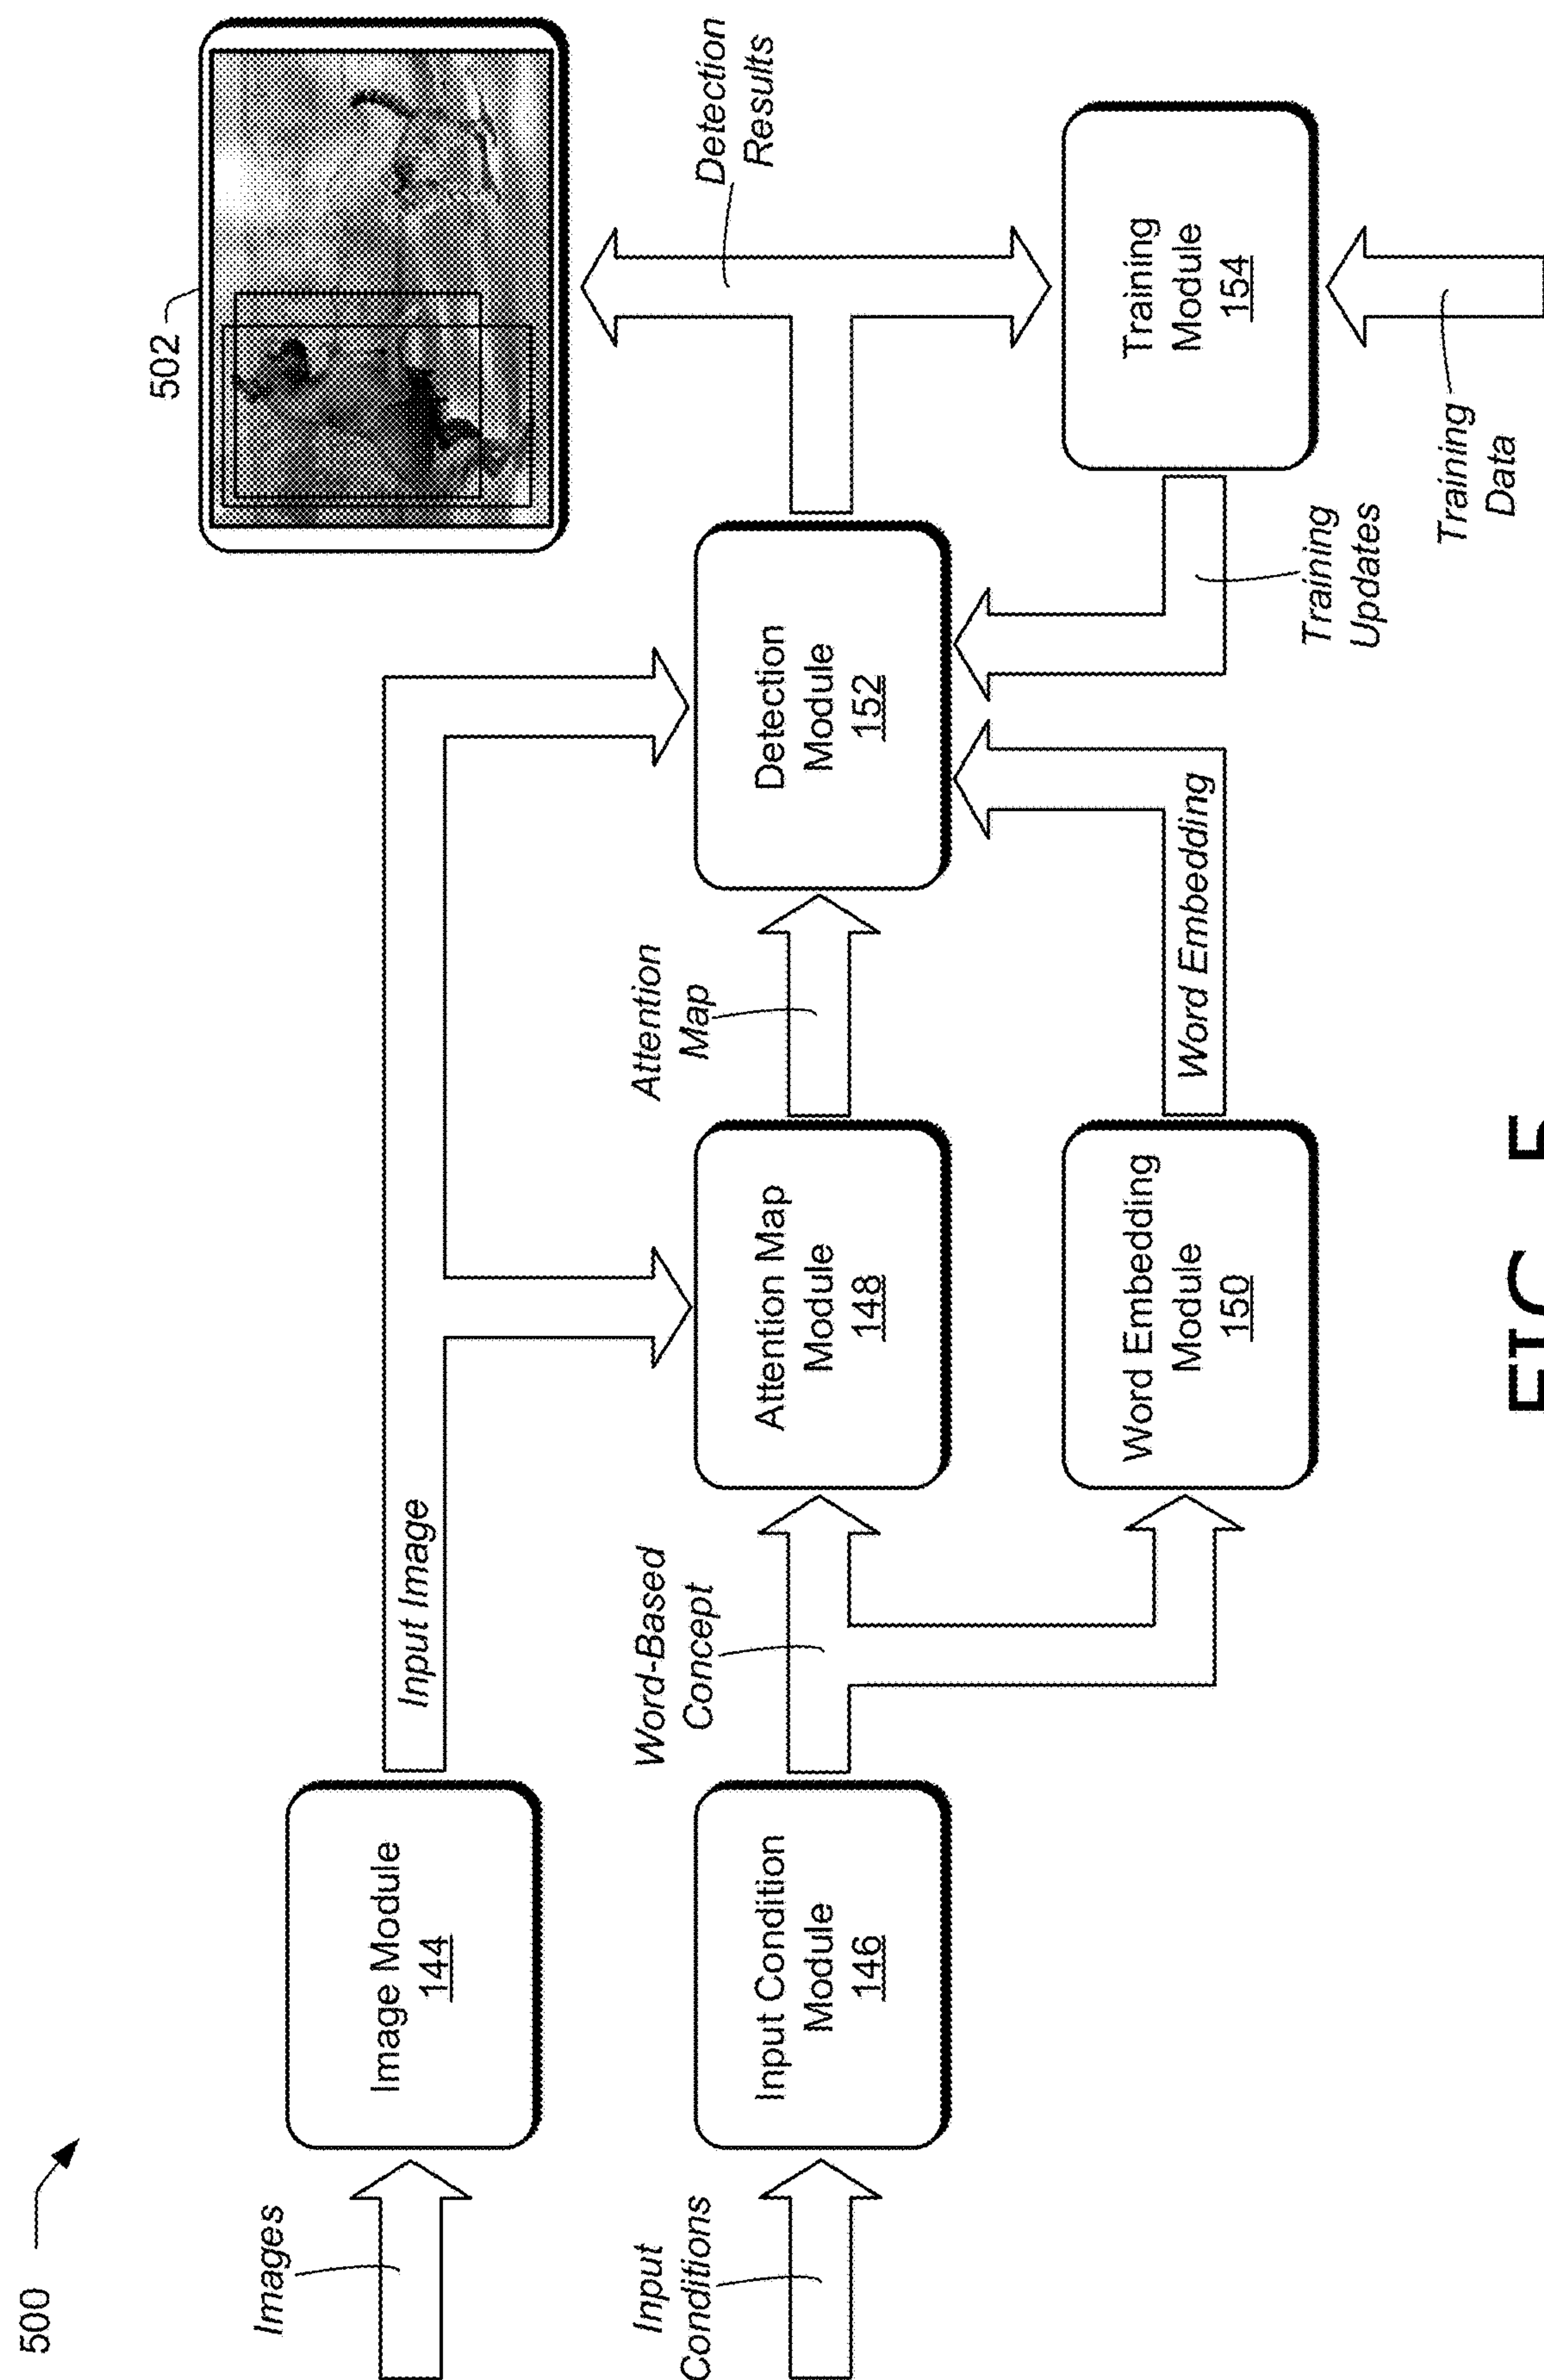 500
502
Images
Image Module
144
Input Image
Detection
Results
Input
Conditions
Input Condition
Module
146
Word-Based
Concept
Attention Map
Module
148
Attention
Map
Detection
Module
152
Word Embedding
Module
150
Word Embedding
Training
Updates
Training
Module
154
Training
Data
FIG. 5